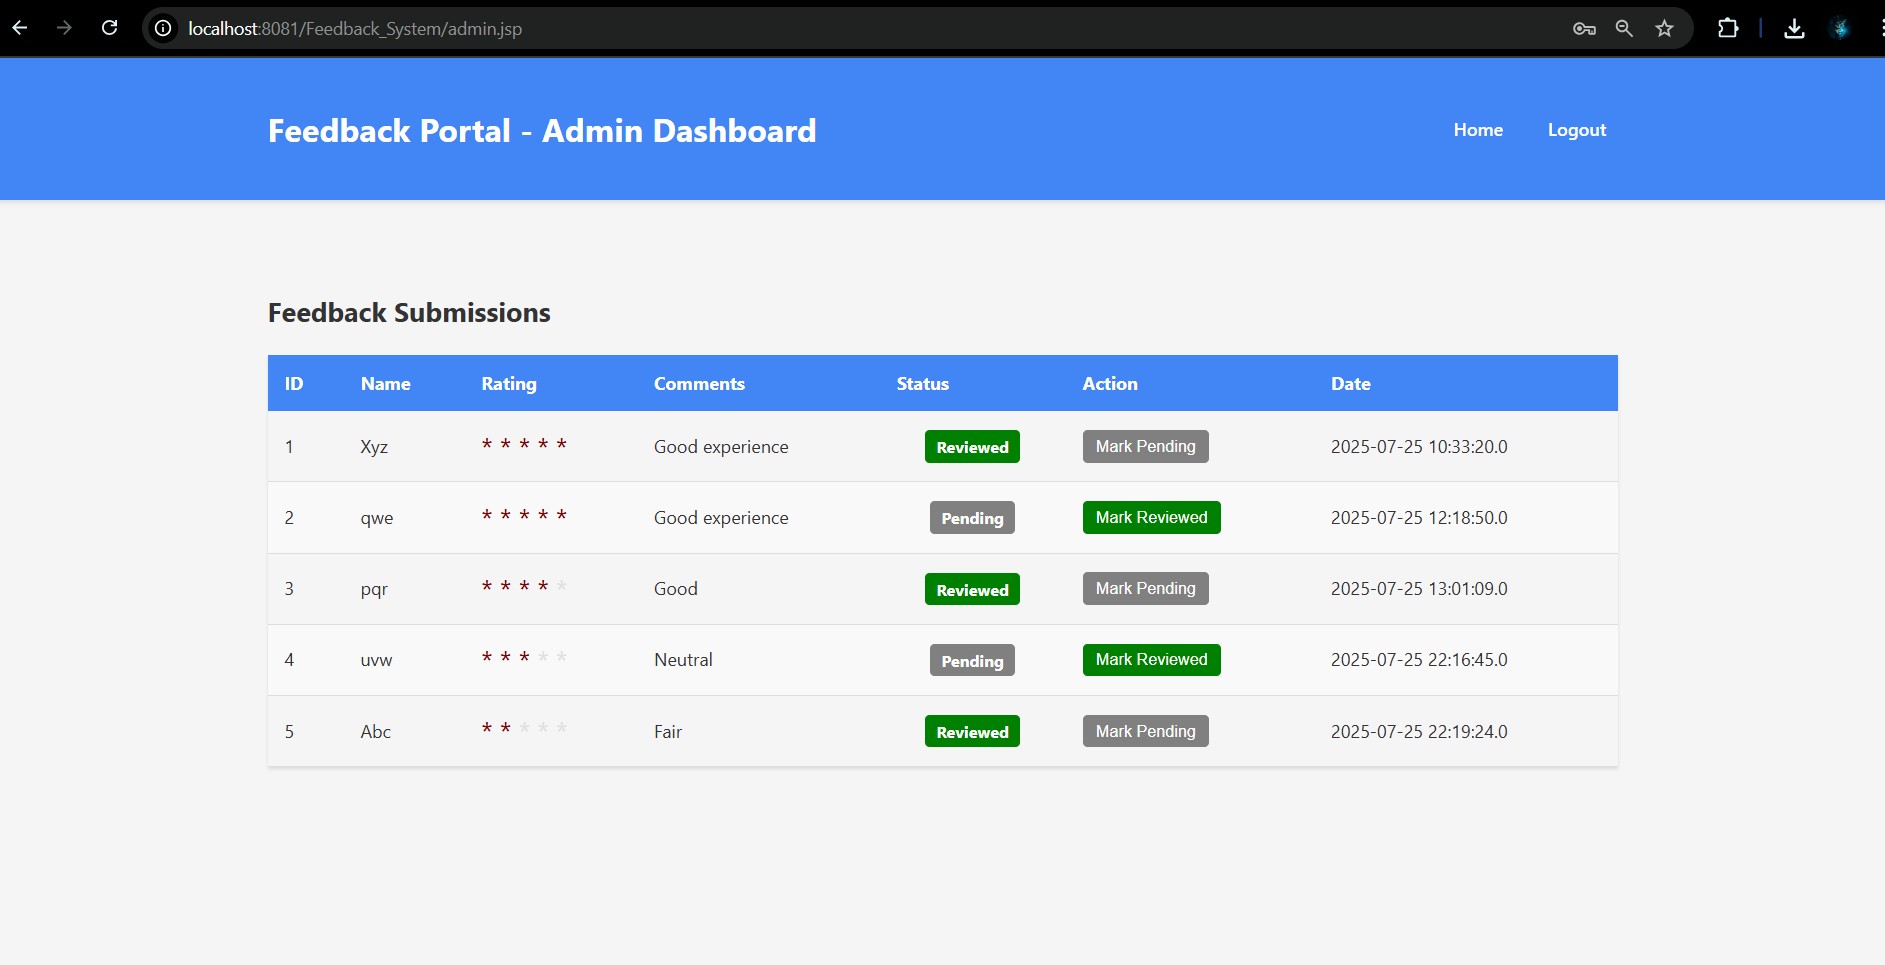 localhost:8081/Feedback_System/admin.jsp
Feedback Portal - Admin Dashboard Home Logout
Feedback Submissions
ID Name Rating Comments Status Action Date
1 Xyz * * * * * Good experience Reviewed Mark Pending 2025-07-25 10:33:20.0
2 qwe * * * * * Good experience Pending Mark Reviewed 2025-07-25 12:18:50.0
3 pqr * * * * * Good Reviewed Mark Pending 2025-07-25 13:01:09.0
4 uvw * * * * * Neutral Pending Mark Reviewed 2025-07-25 22:16:45.0
5 Abc * * * * * Fair Reviewed Mark Pending 2025-07-25 22:19:24.0